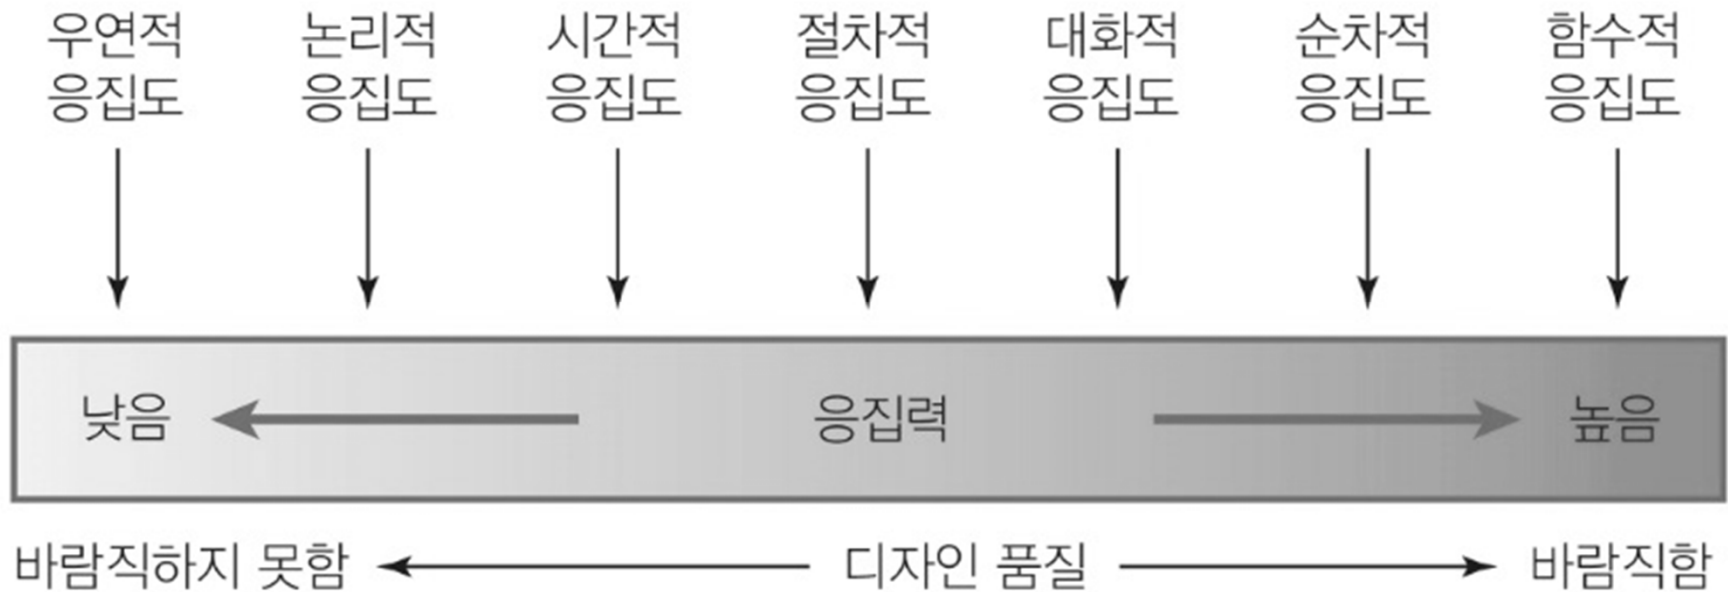 우연적 논리적 시간적 절차적 대화적 순차적 함수적
응집도 응집도 응집도 응집도 응집도 응집도 응집도
낮음 응집력 높음
바람직하지 못함 디자인 품질 바람직함